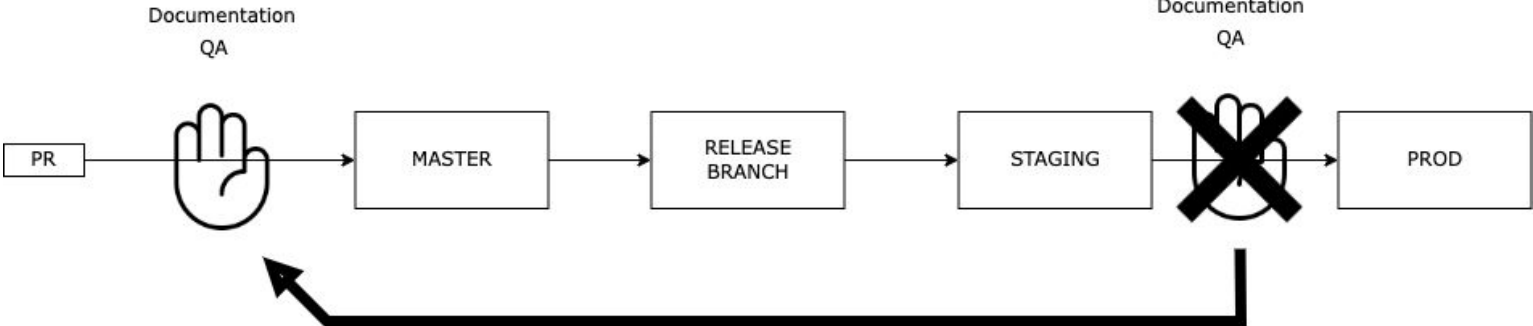 Documentation
QA
Documentation
QA
PR
MASTER
RELEASE
BRANCH
STAGING
PROD